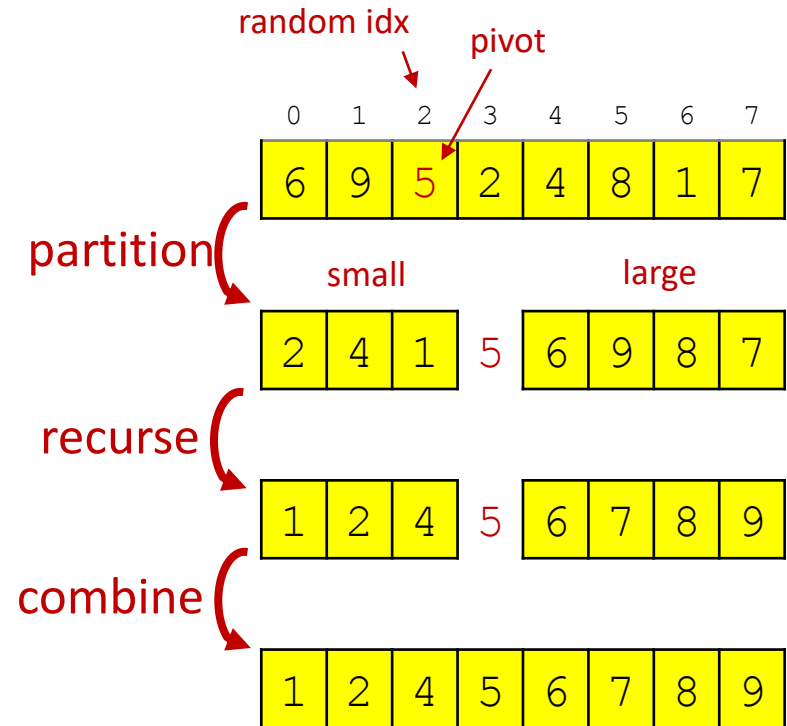 random idx
pivot
0 1 2 3 4 5 6 7
6 9 5 2 4 8 1 7
partition
small large
2 4 1 5 6 9 8 7
recurse
1 2 4 5 6 7 8 9
combine
1 2 4 5 6 7 8 9